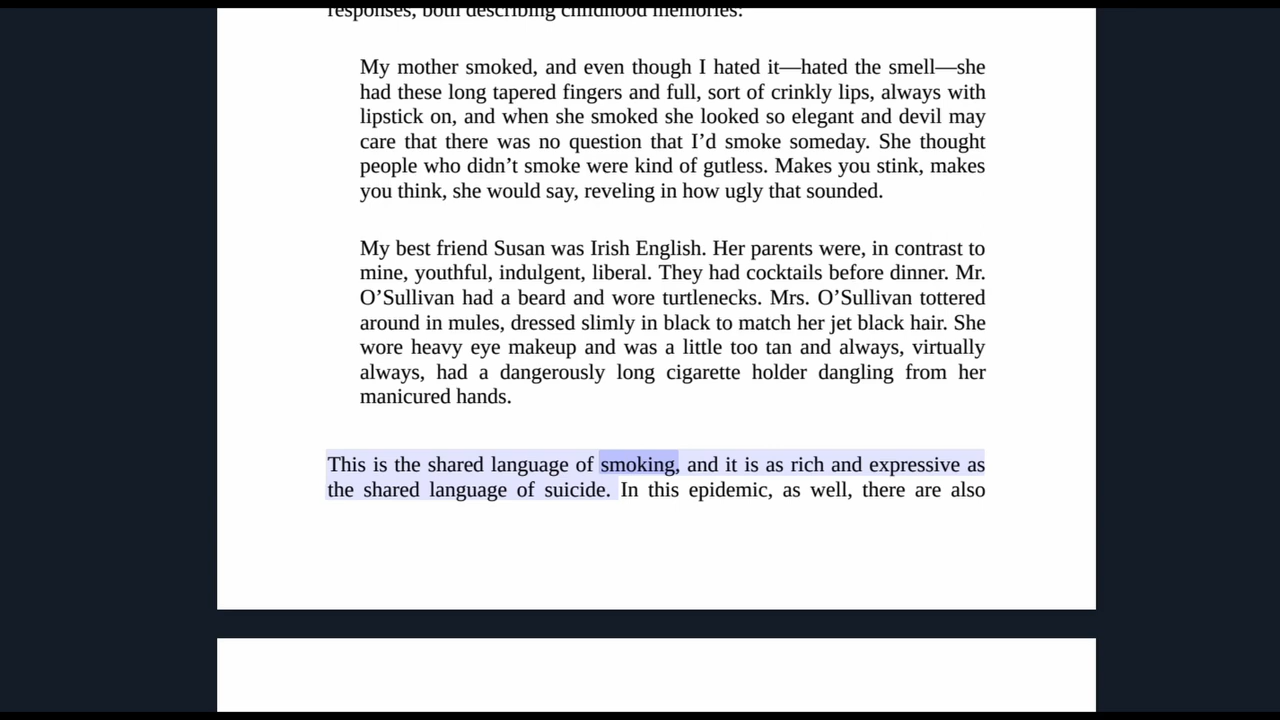 responses, both describing childhood memories:
My mother smoked, and even though I hated it—hated the smell—she
had these long tapered fingers and full, sort of crinkly lips, always with
lipstick on, and when she smoked she looked so elegant and devil may
care that there was no question that I’d smoke someday. She thought
people who didn’t smoke were kind of gutless. Makes you stink, makes
you think, she would say, reveling in how ugly that sounded.
My best friend Susan was Irish English. Her parents were, in contrast to
mine, youthful, indulgent, liberal. They had cocktails before dinner. Mr.
O’Sullivan had a beard and wore turtlenecks. Mrs. O’Sullivan tottered
around in mules, dressed slimly in black to match her jet black hair. She
wore heavy eye makeup and was a little too tan and always, virtually
always, had a dangerously long cigarette holder dangling from her
manicured hands.
This is the shared language of smoking, and it is as rich and expressive as
the shared language of suicide. In this epidemic, as well, there are also